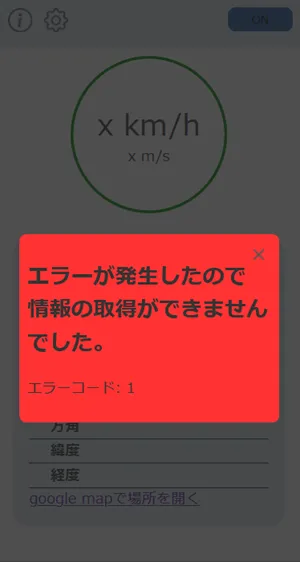 ON
x km/h
x m/s
×
エラーが発生したので
情報の取得ができません
でした。
エラーコード: 1
方角
緯度
経度
google mapで場所を開く